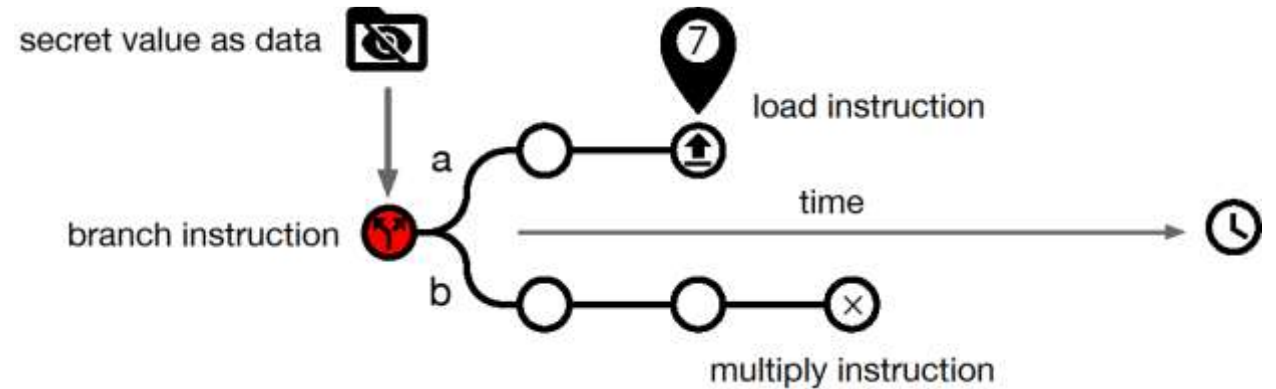 secret value as data
7
load instruction
a
time
branch instruction
b
multiply instruction